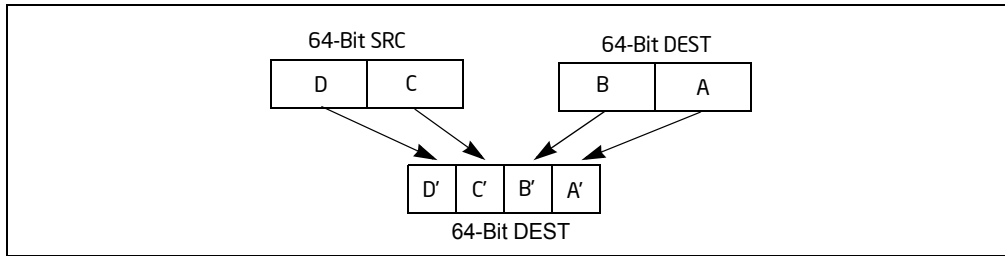 64-Bit SRC
64-Bit DEST
D
C
B
A
D’
C’
B’
A’
64-Bit DEST